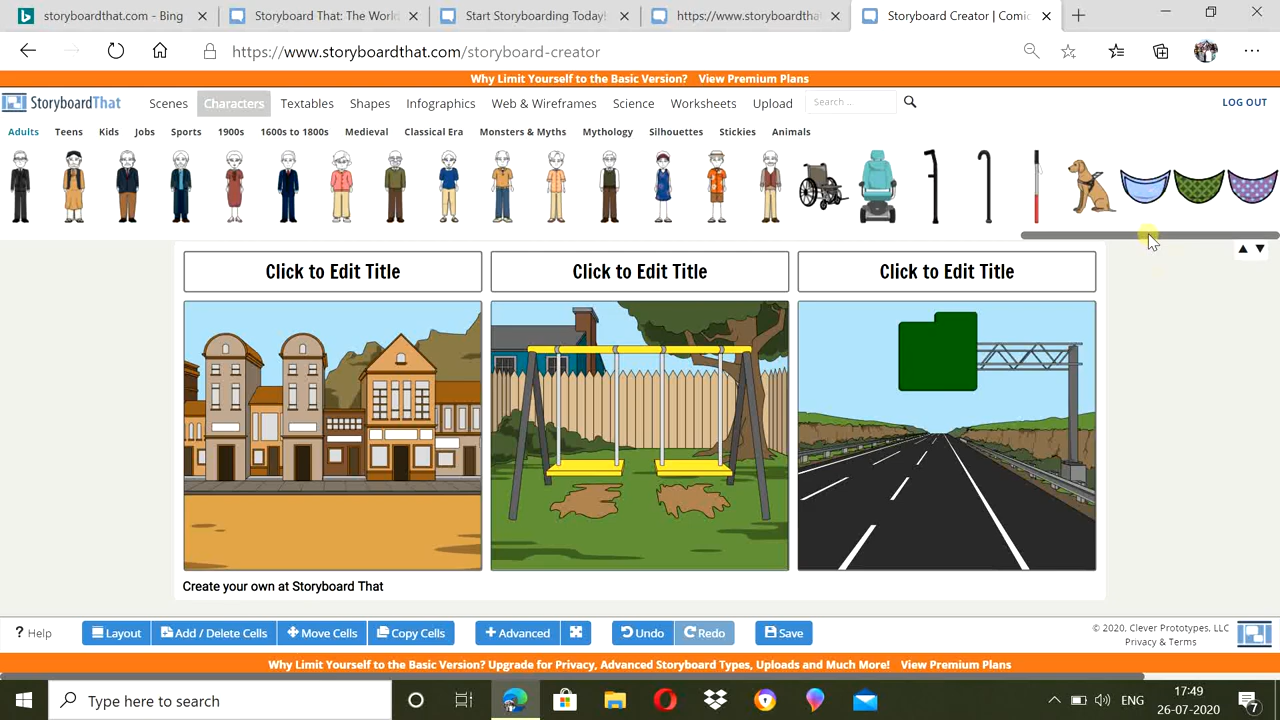 storyboardthat.com - Bing
Storyboard That: The World
Start Storyboarding Today!
https://www.storyboardthat.com/
Storyboard Creator | Comic
https://www.storyboardthat.com/storyboard-creator
Why Limit Yourself to the Basic Version? View Premium Plans
StoryboardThat
Scenes Characters Textables Shapes Infographics Web & Wireframes Science Worksheets Upload Search ...
LOG OUT
Adults Teens Kids Jobs Sports 1900s 1600s to 1800s Medieval Classical Era Monsters & Myths Mythology Silhouettes Stickies Animals
Click to Edit Title
Click to Edit Title
Click to Edit Title
Create your own at Storyboard That
? Help
Layout
Add / Delete Cells
Move Cells
Copy Cells
Advanced
Undo
Redo
Save
© 2020, Clever Prototypes, LLC
Privacy & Terms
Why Limit Yourself to the Basic Version? Upgrade for Privacy, Advanced Storyboard Types, Uploads and Much More! View Premium Plans
Type here to search
ENG
17:49
26-07-2020
7